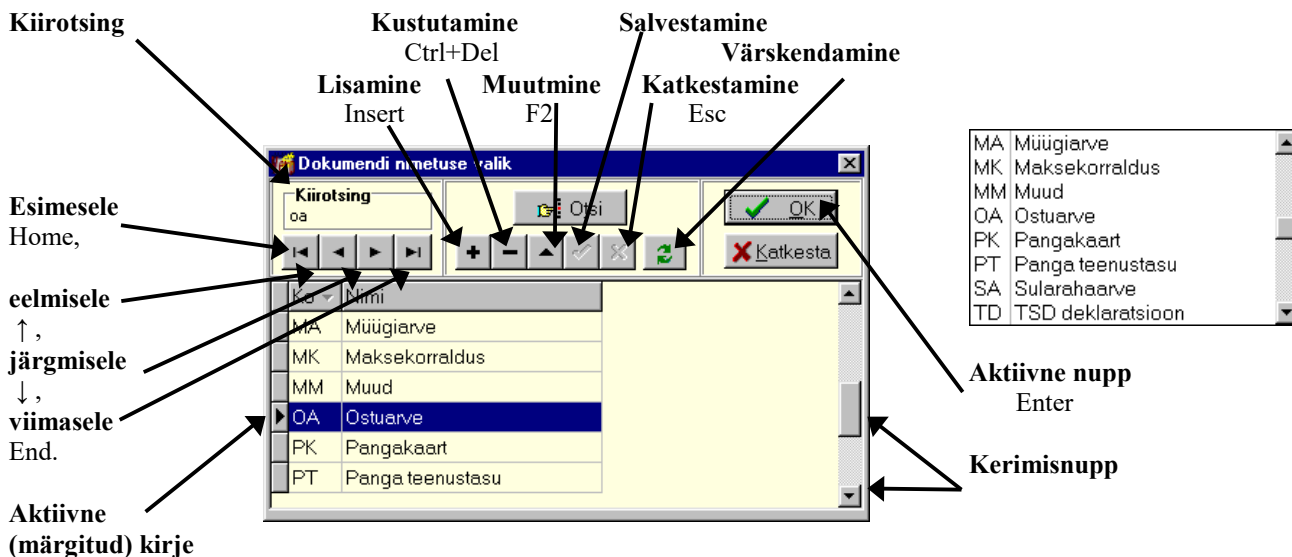 Kiirotsing
Kustutamine
Ctrl+Del
Salvestamine
Värskendamine
Lisamine
Insert
Muutmine
F2
Katkestamine
Esc
Dokumendi nimetuse valik
Kiirotsing
oa
Otsi
OK
Katkesta
Esimesele
Home,
eelmisele
↑ ,
järgmisele
↓ ,
viimasele
End.
Aktiivne
(märgitud) kirje
Ko Nimi
MA Müügiarve
MK Maksekorraldus
MM Muud
OA Ostuarve
PK Pangakaart
PT Panga teenustasu
MA Müügiarve
MK Maksekorraldus
MM Muud
OA Ostuarve
PK Pangakaart
PT Panga teenustasu
SA Sularahaarve
TD TSD deklaratsioon
Aktiivne nupp
Enter
Kerimisnupp